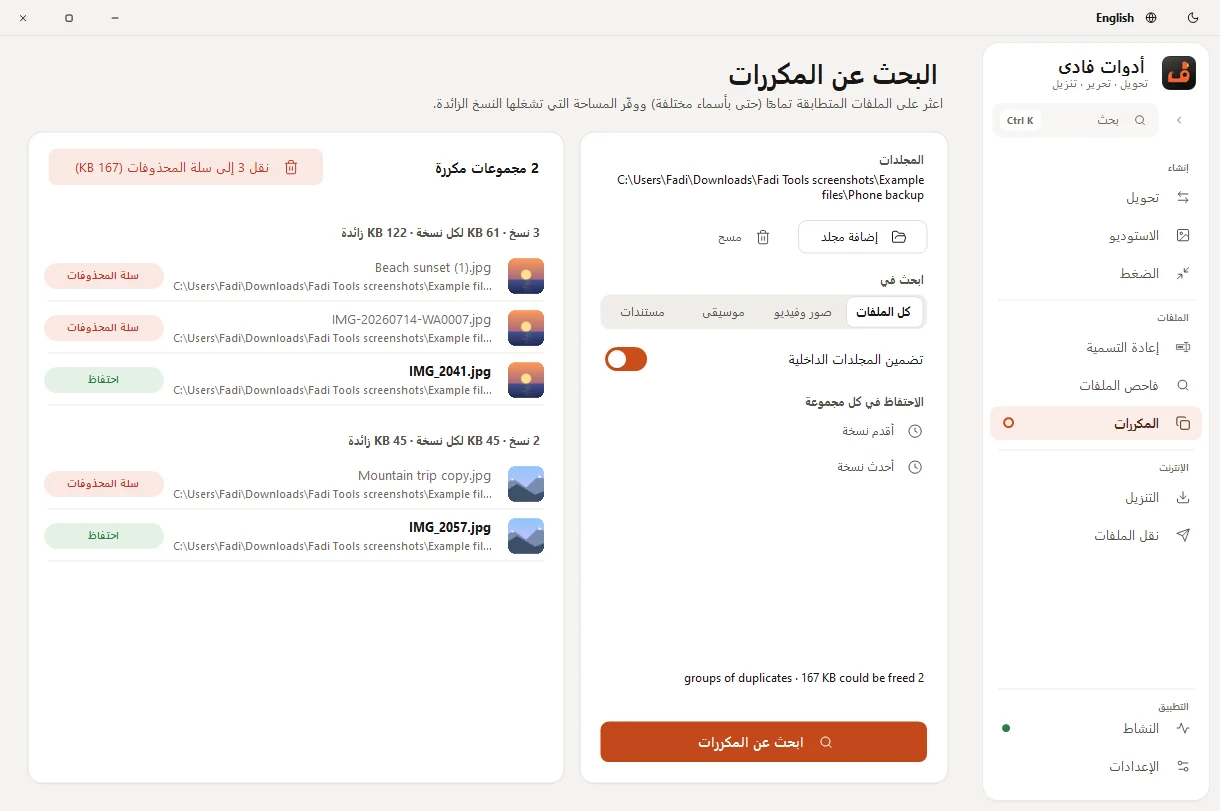 English
أدوات فادي
تحويل · تحرير · تنزيل
بحث
Ctrl K
إنشاء
تحويل
الاستوديو
الضغط
الملفات
إعادة التسمية
فاحص الملفات
المكررات
الإنترنت
التنزيل
نقل الملفات
التطبيق
النشاط
الإعدادات
البحث عن المكررات
اعثر على الملفات المتطابقة تمامًا (حتى بأسماء مختلفة) ووفّر المساحة التي تشغلها النسخ الزائدة.
المجلدات
C:\Users\Fadi\Downloads\Fadi Tools screenshots\Example
files\Phone backup
إضافة مجلد
مسح
ابحث في
كل الملفات
صور وفيديو
موسيقى
مستندات
تضمين المجلدات الداخلية
الاحتفاظ في كل مجموعة
أقدم نسخة
أحدث نسخة
groups of duplicates · 167 KB could be freed 2
ابحث عن المكررات
2 مجموعات مكررة
نقل 3 إلى سلة المحذوفات (167 KB)
3 نسخ · 61 KB لكل نسخة · 122 KB زائدة
Beach sunset (1).jpg
C:\Users\Fadi\Downloads\Fadi Tools screenshots\Example fil...
سلة المحذوفات
IMG-20260714-WA0007.jpg
C:\Users\Fadi\Downloads\Fadi Tools screenshots\Example fil...
سلة المحذوفات
IMG_2041.jpg
C:\Users\Fadi\Downloads\Fadi Tools screenshots\Example fil...
احتفاظ
2 نسخ · 45 KB لكل نسخة · 45 KB زائدة
Mountain trip copy.jpg
C:\Users\Fadi\Downloads\Fadi Tools screenshots\Example fil...
سلة المحذوفات
IMG_2057.jpg
C:\Users\Fadi\Downloads\Fadi Tools screenshots\Example fil...
احتفاظ